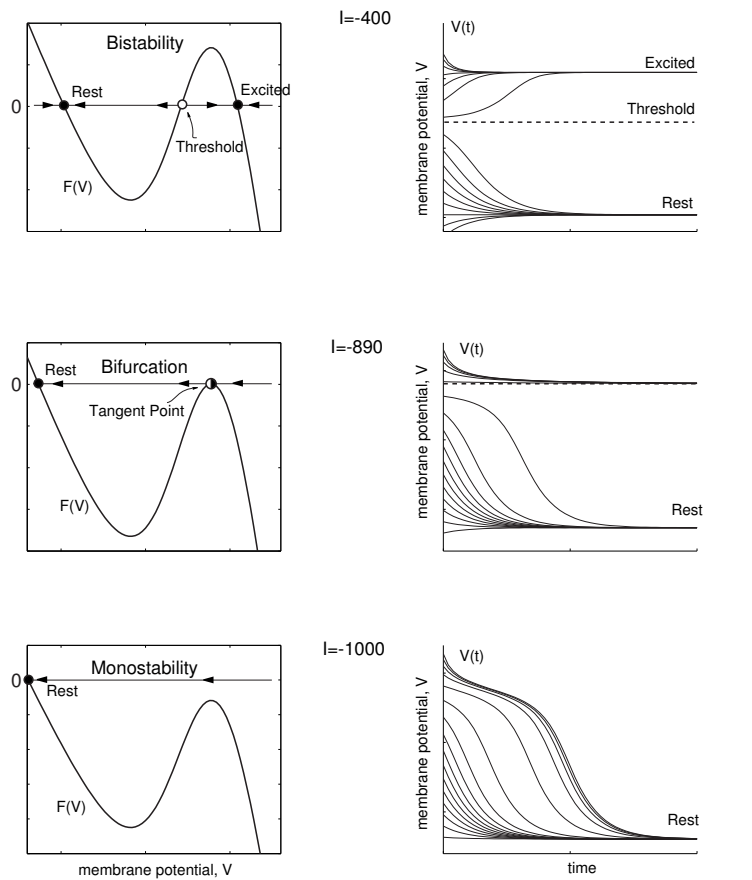 I=-400
Bistability
Rest
Excited
0
Threshold
F(V)
V(t)
membrane potential, V
Excited
Threshold
Rest
I=-890
Bifurcation
Rest
0
Tangent Point
F(V)
V(t)
membrane potential, V
Rest
I=-1000
Monostability
0
Rest
F(V)
membrane potential, V
V(t)
membrane potential, V
Rest
time